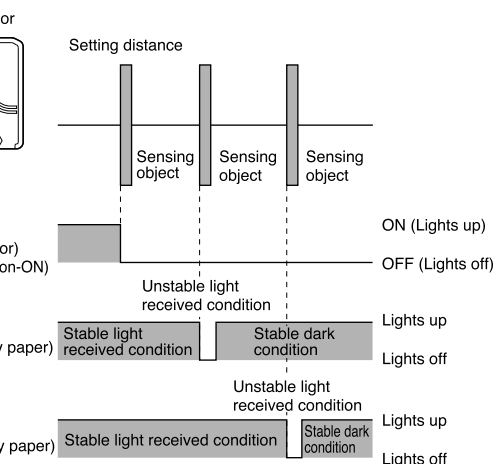 or
Setting distance
Sensing object
Sensing object
Sensing object
ON (Lights up)
or)
on-ON)
OFF (Lights off)
Unstable light
received condition
Stable light
received condition
Stable dark
condition
Lights up
y paper)
Lights off
Unstable light
received condition
Stable light received condition
Stable dark
condition
Lights up
y paper)
Lights off